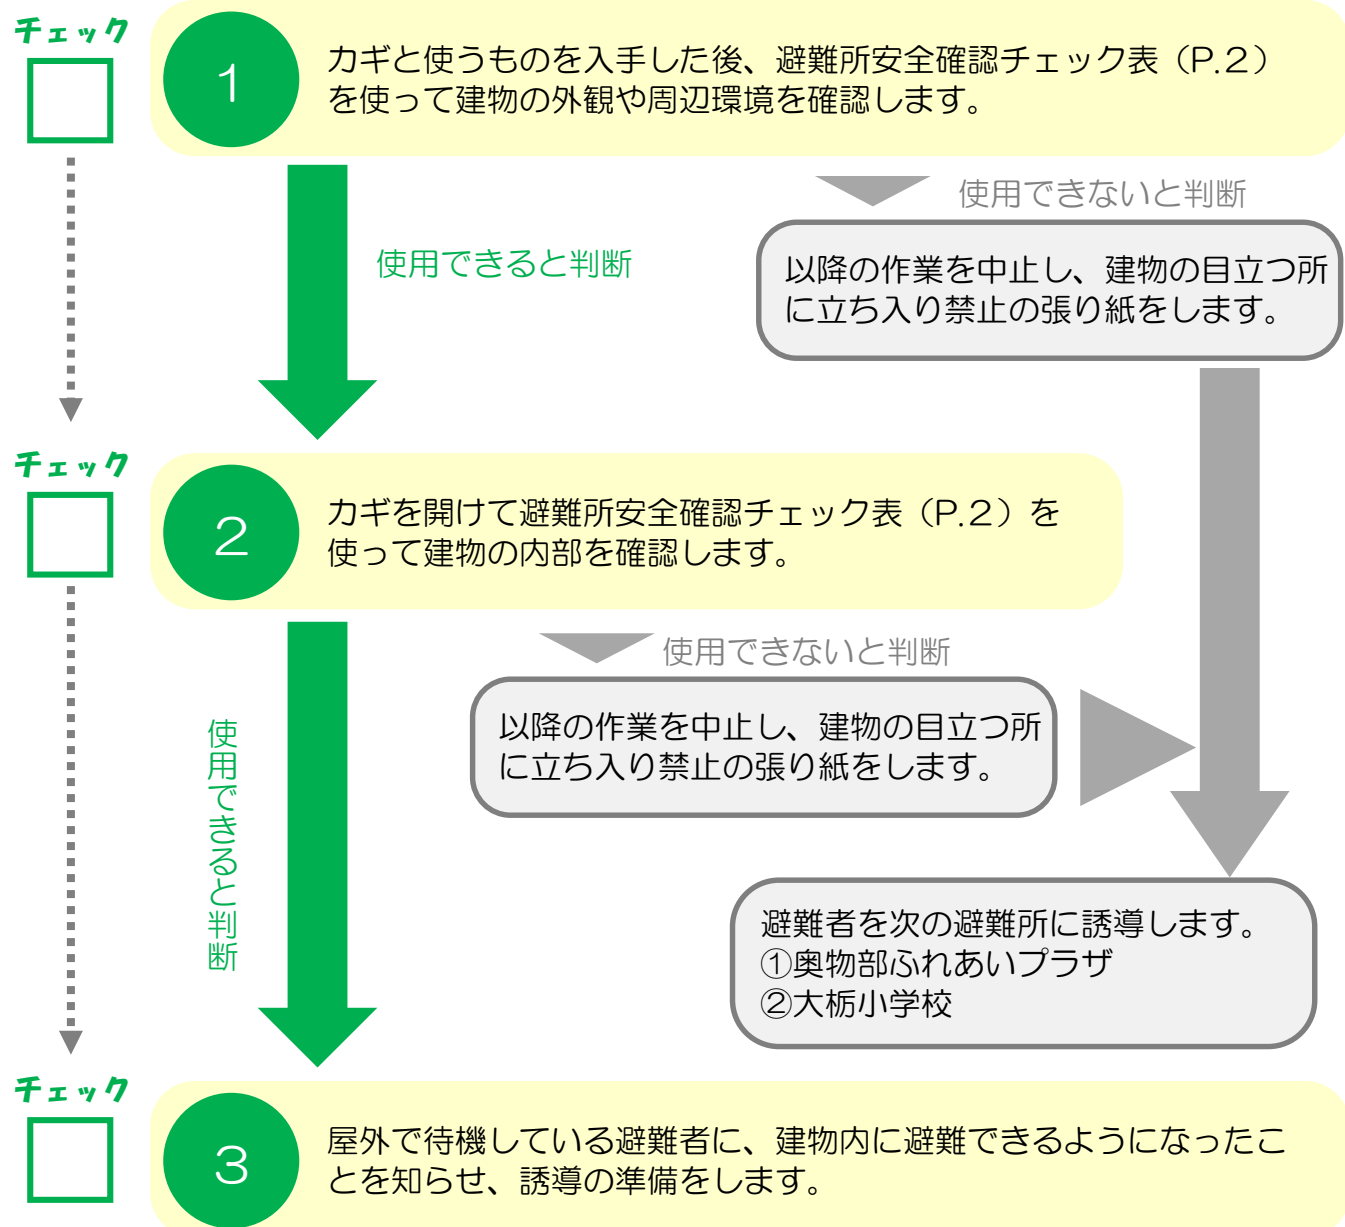 チェック
1
カギと使うものを入手した後、避難所安全確認チェック表（P.2）
を使って建物の外観や周辺環境を確認します。
使用できないと判断
使用できると判断
以降の作業を中止し、建物の目立つ所
に立ち入り禁止の張り紙をします。
チェック
2
カギを開けて避難所安全確認チェック表（P.2）を
使って建物の内部を確認します。
使用できないと判断
以降の作業を中止し、建物の目立つ所
に立ち入り禁止の張り紙をします。
使用できると判断
避難者を次の避難所に誘導します。
①奥物部ふれあいプラザ
②大栃小学校
チェック
3
屋外で待機している避難者に、建物内に避難できるようになったこ
とを知らせ、誘導の準備をします。